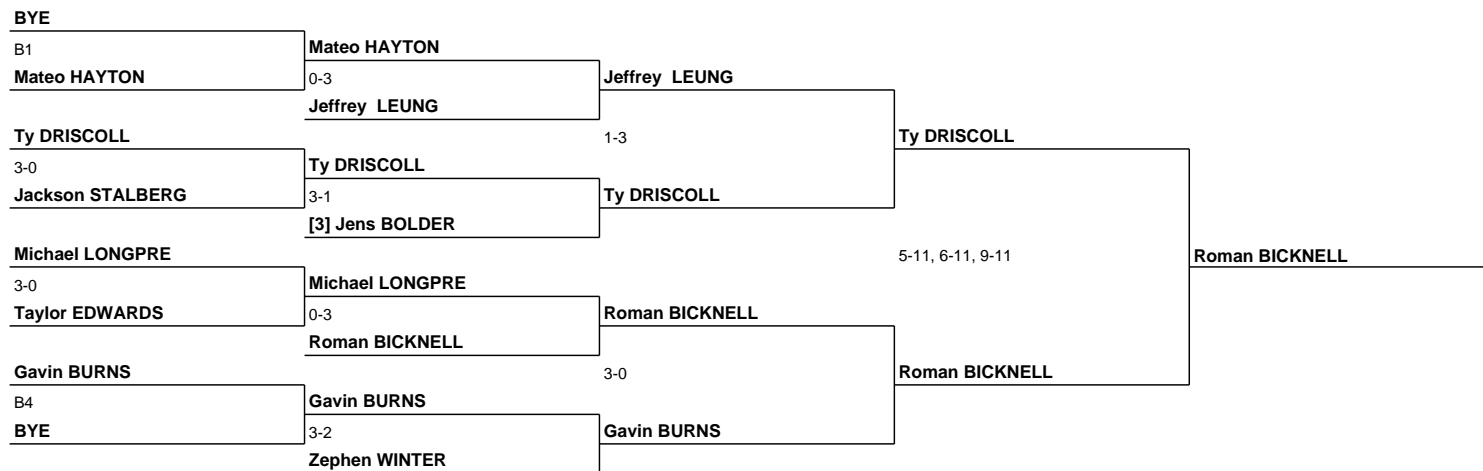 BYE
B1
Mateo HAYTON
Mateo HAYTON
0-3
Jeffrey LEUNG
Jeffrey LEUNG
Ty DRISCOLL
3-0
Jackson STALBERG
Ty DRISCOLL
3-1
[3] Jens BOLDER
1-3
Ty DRISCOLL
Ty DRISCOLL
Michael LONGPRE
3-0
Taylor EDWARDS
Michael LONGPRE
0-3
Roman BICKNELL
Roman BICKNELL
5-11, 6-11, 9-11
Roman BICKNELL
Gavin BURNS
B4
BYE
Gavin BURNS
3-2
Zephen WINTER
3-0
Gavin BURNS
Roman BICKNELL